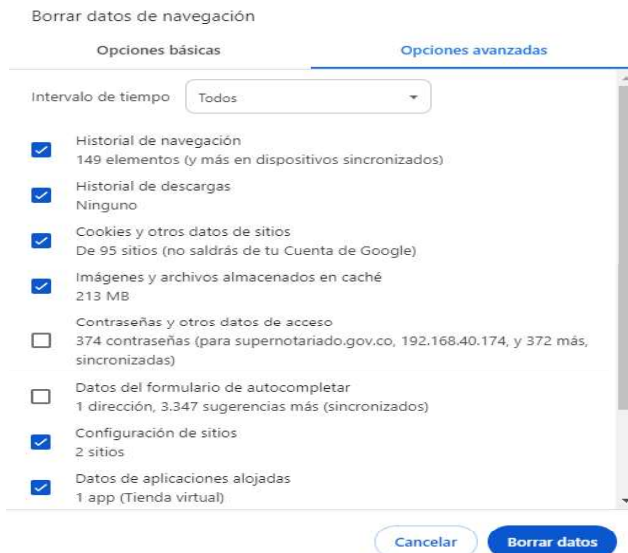 Borrar datos de navegación
Opciones básicas
Opciones avanzadas
Intervalo de tiempo
Todos
Historial de navegación
149 elementos (y más en dispositivos sincronizados)
Historial de descargas
Ninguno
Cookies y otros datos de sitios
De 95 sitios (no saldrás de tu Cuenta de Google)
Imágenes y archivos almacenados en caché
213 MB
Contraseñas y otros datos de acceso
374 contraseñas (para supernotariado.gov.co, 192.168.40.174, y 372 más,
sincronizadas)
Datos del formulario de autocompletar
1 dirección, 3.347 sugerencias más (sincronizados)
Configuración de sitios
2 sitios
Datos de aplicaciones alojadas
1 app (Tienda virtual)
Cancelar
Borrar datos